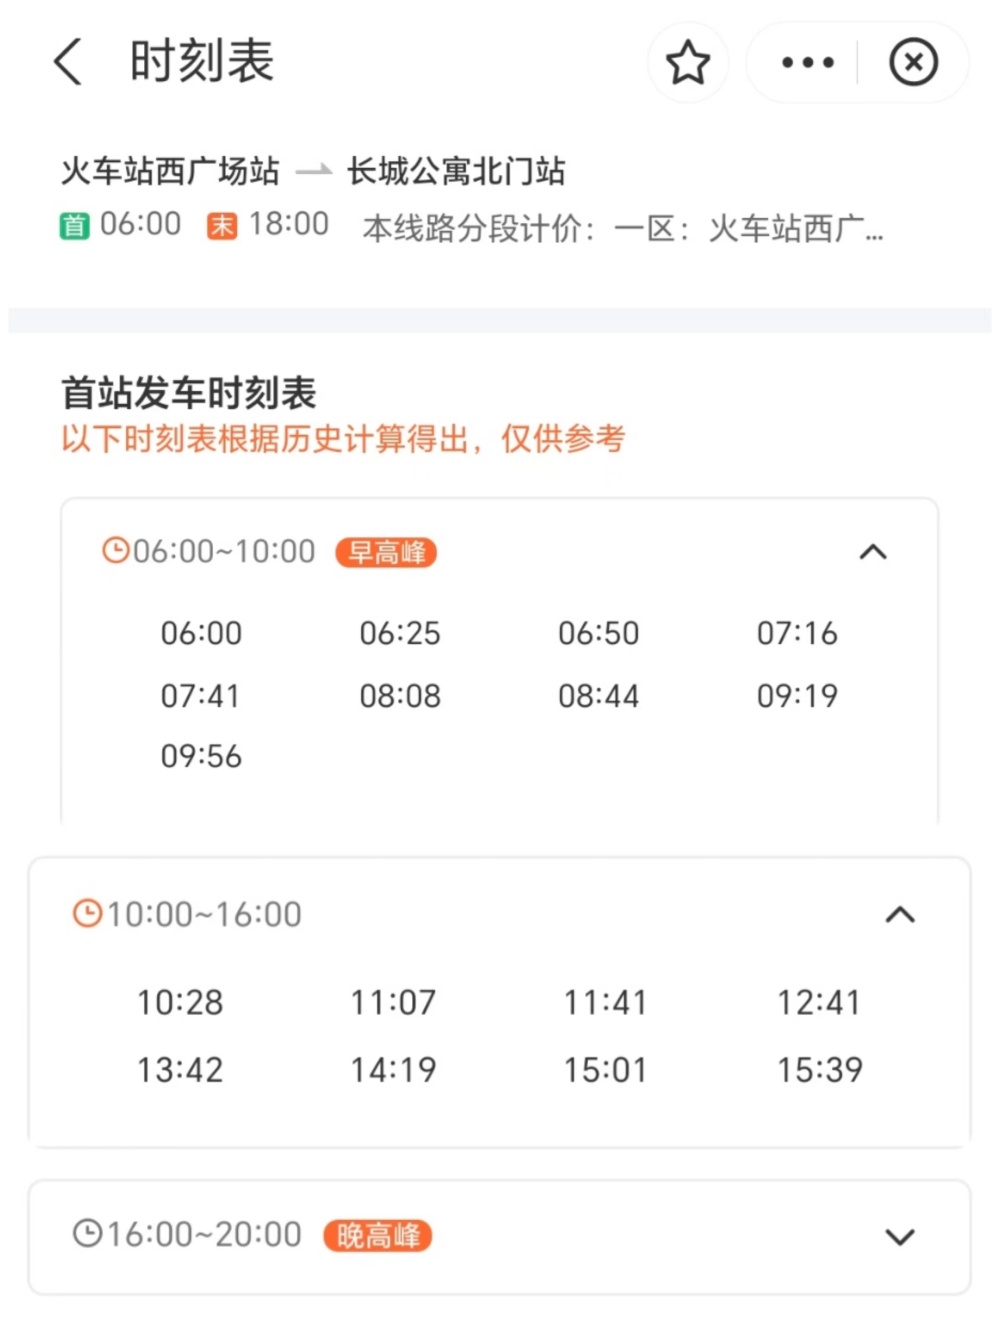 时刻表
火车站西广场站 长城公寓北门站
首 06:00 末 18:00 本线路分段计价：一区：火车站西广...
首站发车时刻表
以下时刻表根据历史计算得出，仅供参考
06:00~10:00 早高峰
06:00 06:25 06:50 07:16
07:41 08:08 08:44 09:19
09:56
10:00~16:00
10:28 11:07 11:41 12:41
13:42 14:19 15:01 15:39
16:00~20:00 晚高峰